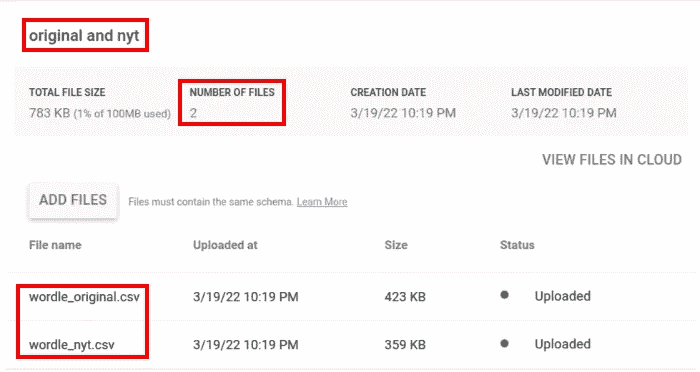 original and nyt
TOTAL FILE SIZE NUMBER OF FILES CREATION DATE LAST MODIFIED DATE
783 KB (1% of 100MB used) 2 3/19/22 10:19 PM 3/19/22 10:19 PM
VIEW FILES IN CLOUD
ADD FILES Files must contain the same schema. Learn More
File name Uploaded at Size Status
wordle_original.csv 3/19/22 10:19 PM 423 KB Uploaded
wordle_nyt.csv 3/19/22 10:19 PM 359 KB Uploaded